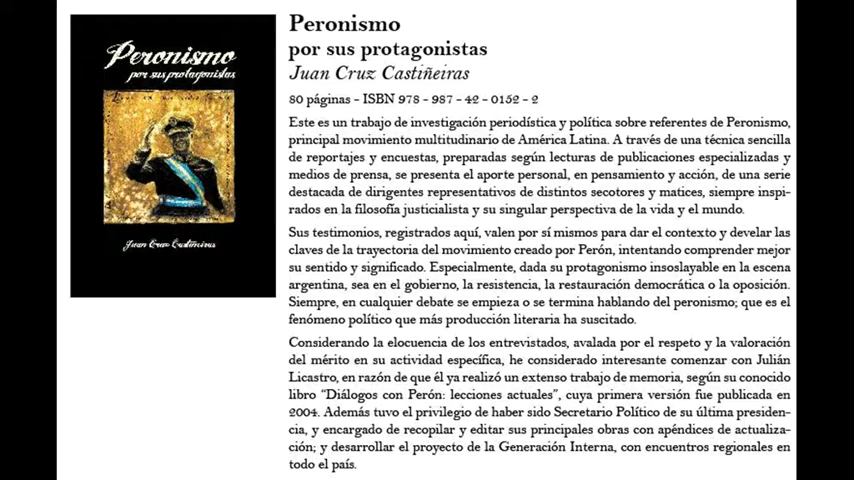 Peronismo
por sus protagonistas
Juan Cruz Castiñeiras
Peronismo
por sus protagonistas
Juan Cruz Castiñeiras
80 páginas - ISBN 978 - 987 - 42 - 0152 - 2
Este es un trabajo de investigación periodística y política sobre referentes de Peronismo,
principal movimiento multitudinario de América Latina. A través de una técnica sencilla
de reportajes y encuestas, preparadas según lecturas de publicaciones especializadas y
medios de prensa, se presenta el aporte personal, en pensamiento y acción, de una serie
destacada de dirigentes representativos de distintos secotores y matices, siempre inspi-
rados en la filosofía justicialista y su singular perspectiva de la vida y el mundo.
Sus testimonios, registrados aquí, valen por sí mismos para dar el contexto y develar las
claves de la trayectoria del movimiento creado por Perón, intentando comprender mejor
su sentido y significado. Especialmente, dada su protagonismo insoslayable en la escena
argentina, sea en el gobierno, la resistencia, la restauración democrática o la oposición.
Siempre, en cualquier debate se empieza o se termina hablando del peronismo; que es el
fenómeno político que más producción literaria ha suscitado.
Considerando la elocuencia de los entrevistados, avalada por el respeto y la valoración
del mérito en su actividad específica, he considerado interesante comenzar con Julián
Licastro, en razón de que él ya realizó un extenso trabajo de memoria, según su conocido
libro “Diálogos con Perón: lecciones actuales”, cuya primera versión fue publicada en
2004. Además tuvo el privilegio de haber sido Secretario Político de su última presiden-
cia, y encargado de recopilar y editar sus principales obras con apéndices de actualiza-
ción; y desarrollar el proyecto de la Generación Interna, con encuentros regionales en
todo el país.